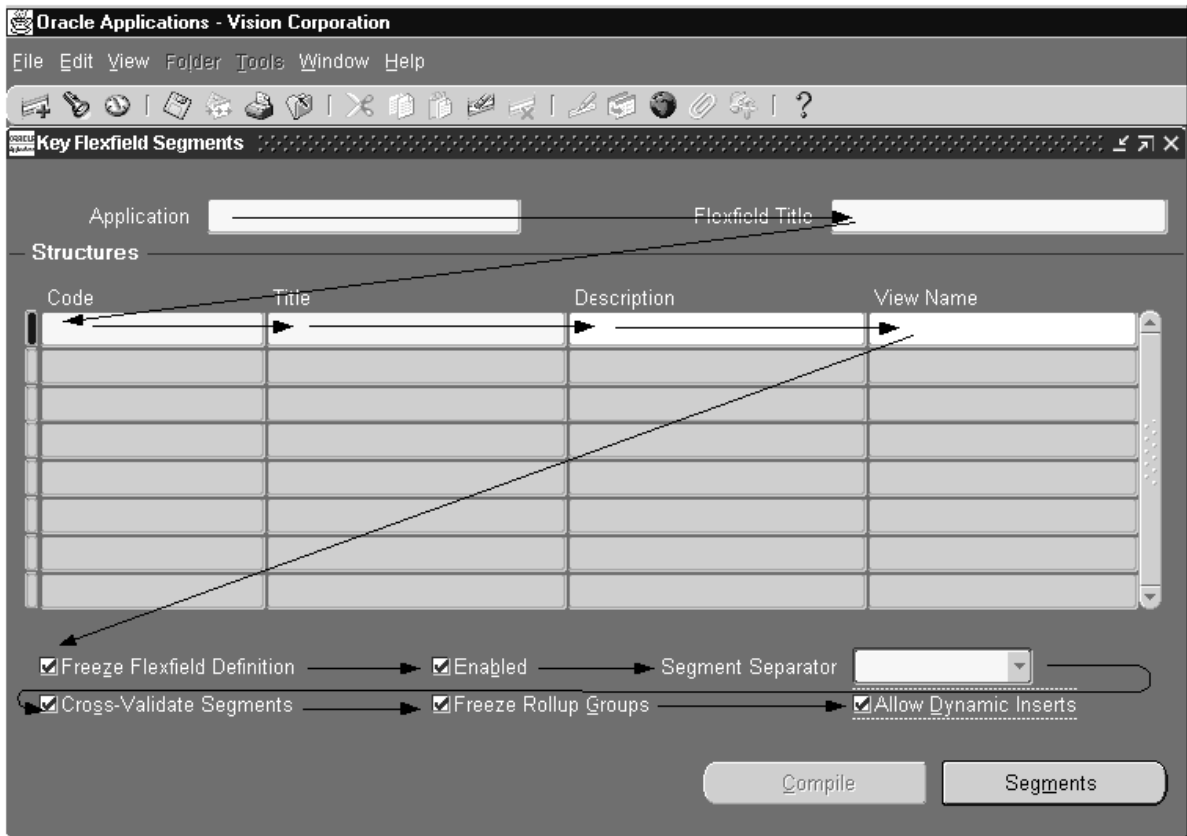 Oracle Applications - Vision Corporation
File Edit View Folder Tools Window Help
Key Flexfield Segments
Application Flexfield Title
Structures
Code Title Description View Name
Freeze Flexfield Definition Enabled Segment Separator
Cross-Validate Segments Freeze Rollup Groups Allow Dynamic Inserts
Compile Segments